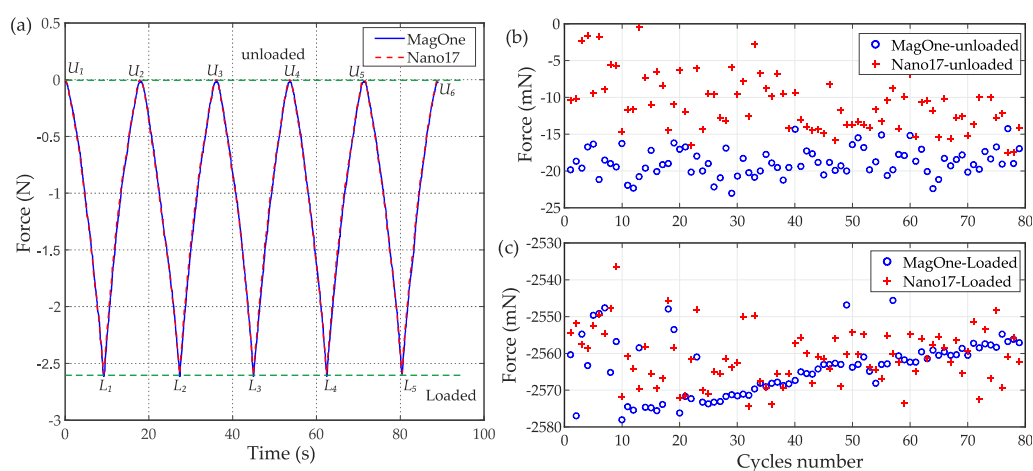 (a)
Force (N)
0.5
0
-0.5
-1
-1.5
-2
-2.5
-3
MagOne
Nano17
unloaded
U1 U2 U3 U4 U5 U6
L1 L2 L3 L4 L5
Loaded
0 20 40 60 80 100
Time (s)
(b)
Force (mN)
0
-5
-10
-15
-20
-25
MagOne-unloaded
Nano17-unloaded
0 10 20 30 40 50 60 70 80
(c)
Force (mN)
-2530
-2540
-2550
-2560
-2570
-2580
MagOne-Loaded
Nano17-Loaded
0 10 20 30 40 50 60 70 80
Cycles number